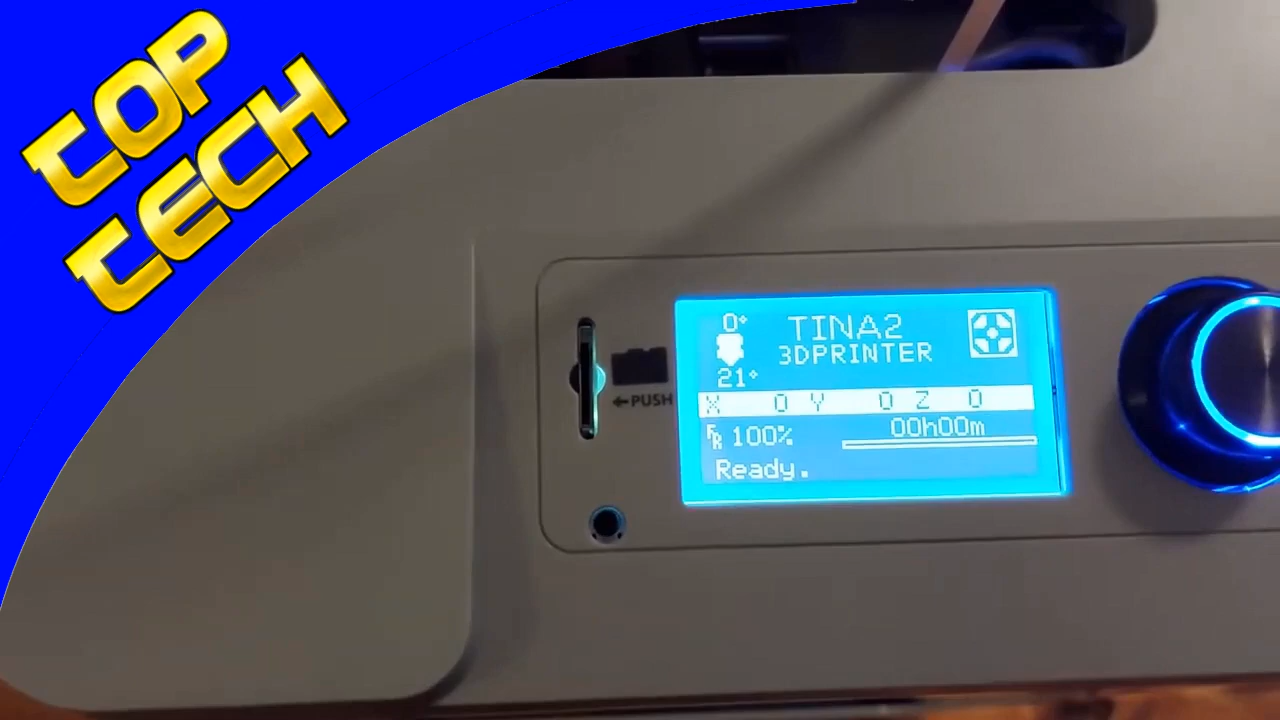 TOP
TECH
0°
TINA2
3DPRINTER
21°
←PUSH
X 0 Y 0 Z 0
FR 100%
00h00m
Ready.